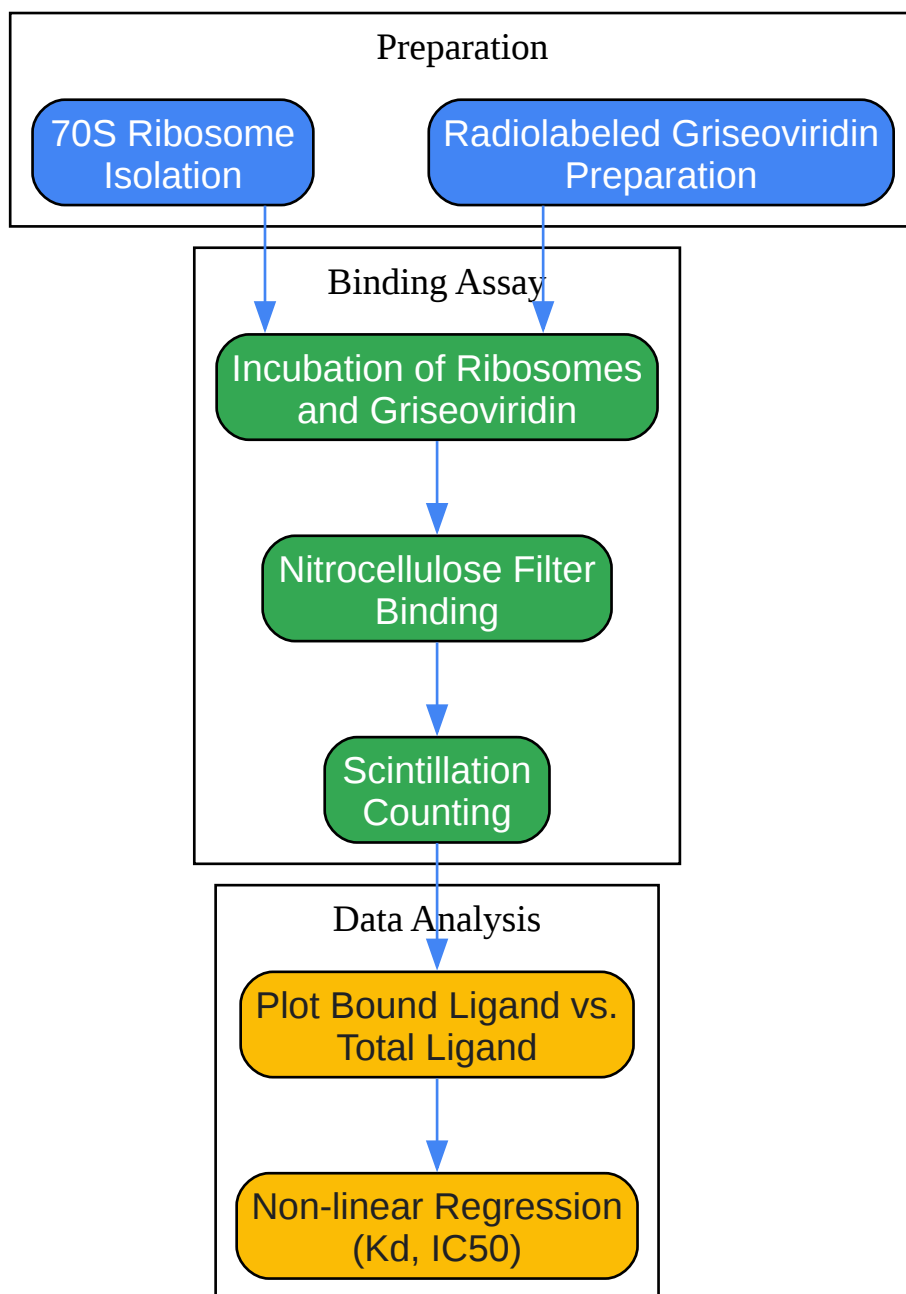 Preparation
70S Ribosome
Isolation
Radiolabeled Griseoviridin
Preparation
Binding Assay
Incubation of Ribosomes
and Griseoviridin
Nitrocellulose Filter
Binding
Scintillation
Counting
Data Analysis
Plot Bound Ligand vs.
Total Ligand
Non-linear Regression
(Kd, IC50)